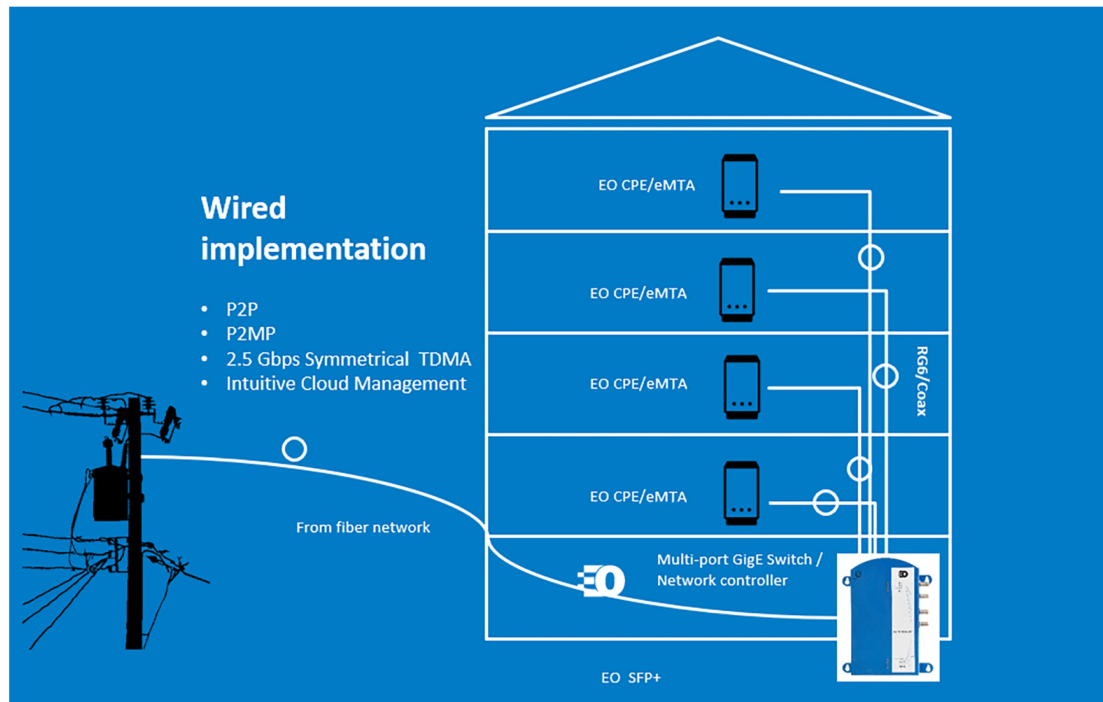 Wired
implementation
• P2P
• P2MP
• 2.5 Gbps Symmetrical TDMA
• Intuitive Cloud Management
From fiber network
EO CPE/eMTA
EO CPE/eMTA
EO CPE/eMTA
EO CPE/eMTA
RG6/Coax
Multi-port GigE Switch /
Network controller
EO
EO SFP+